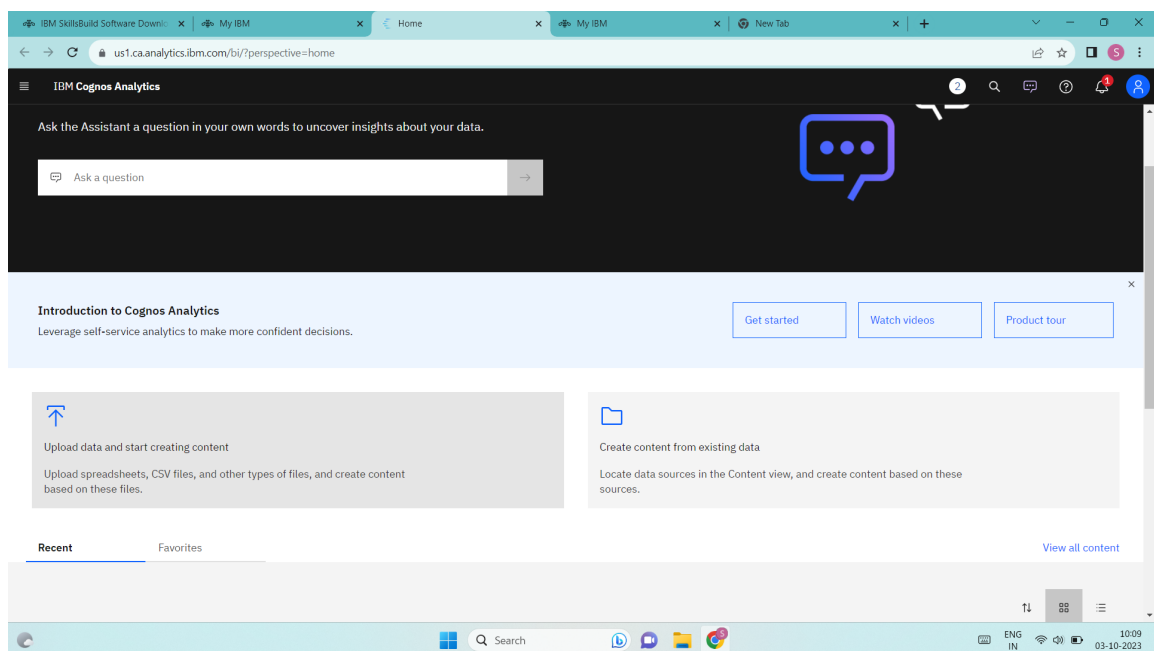 IBM SkillsBuild Software Downlo
My IBM
Home
My IBM
New Tab
us1.ca.analytics.ibm.com/bi/?perspective=home
S
IBM Cognos Analytics
2
1
Ask the Assistant a question in your own words to uncover insights about your data.
Ask a question
Introduction to Cognos Analytics
Leverage self-service analytics to make more confident decisions.
Get started
Watch videos
Product tour
Upload data and start creating content
Upload spreadsheets, CSV files, and other types of files, and create content
based on these files.
Create content from existing data
Locate data sources in the Content view, and create content based on these
sources.
Recent
Favorites
View all content
Search
b
S
ENG
IN
10:09
03-10-2023